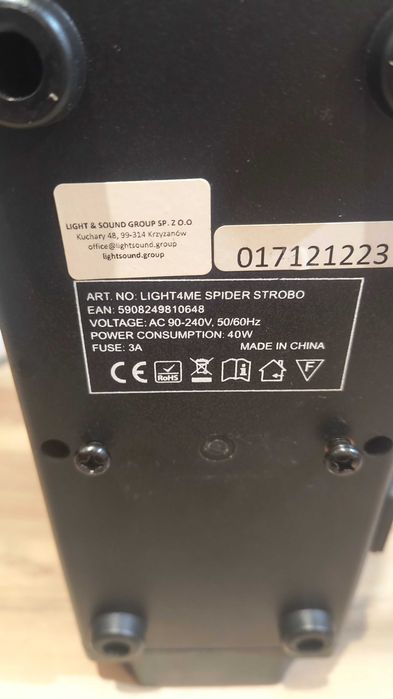 LIGHT & SOUND GROUP SP. Z O.O
Kuchary 48, 99-314 Krzyżanów
office@lightsound.group
lightsound.group
017121223
ART. NO: LIGHT4ME SPIDER STROBO
EAN: 5908249810648
VOLTAGE: AC 90-240V, 50/60Hz
POWER CONSUMPTION: 40W
FUSE: 3A MADE IN CHINA
CE RoHS i F